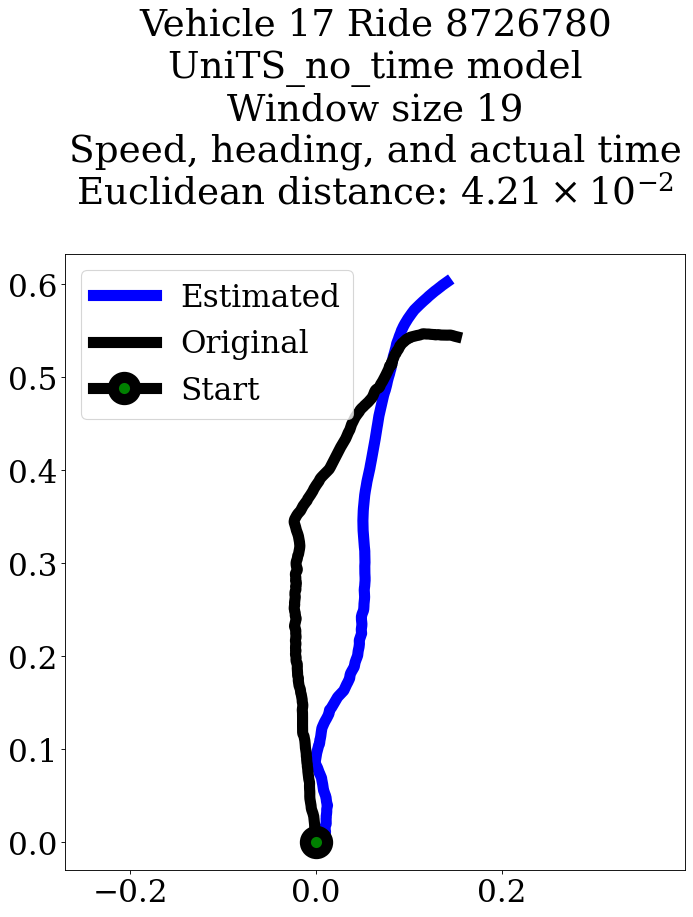 Vehicle 17 Ride 8726780
UniTS_no_time model
Window size 19
Speed, heading, and actual time
Euclidean distance: 4.21 × 10⁻²
Estimated
Original
Start
0.6
0.5
0.4
0.3
0.2
0.1
0.0
−0.2 0.0 0.2